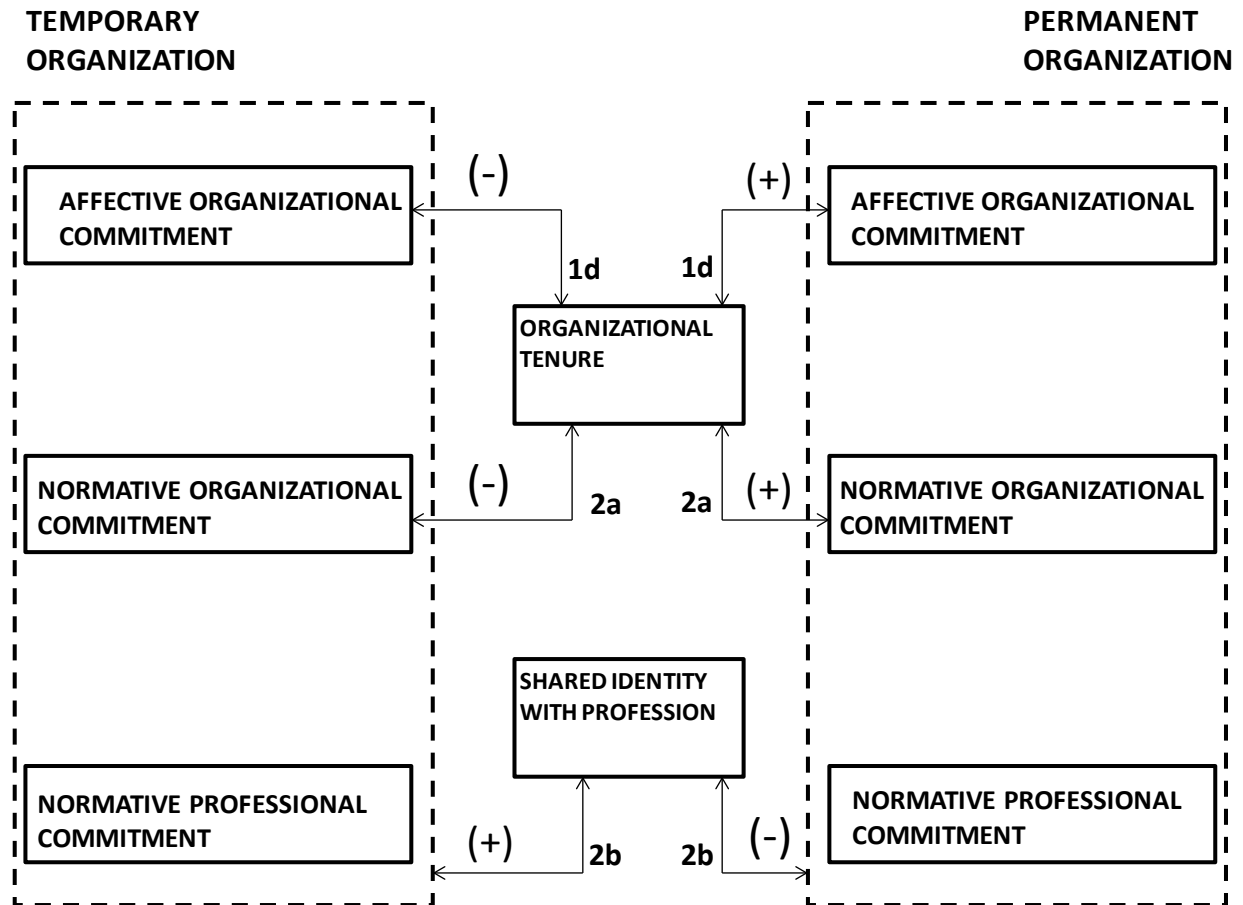 TEMPORARY
ORGANIZATION
PERMANENT
ORGANIZATION
AFFECTIVE ORGANIZATIONAL
COMMITMENT
(-)
(+)
AFFECTIVE ORGANIZATIONAL
COMMITMENT
1d
1d
ORGANIZATIONAL
TENURE
NORMATIVE ORGANIZATIONAL
COMMITMENT
(-)
2a
2a
(+)
NORMATIVE ORGANIZATIONAL
COMMITMENT
SHARED IDENTITY
WITH PROFESSION
NORMATIVE PROFESSIONAL
COMMITMENT
(+)
2b
2b
(-)
NORMATIVE PROFESSIONAL
COMMITMENT